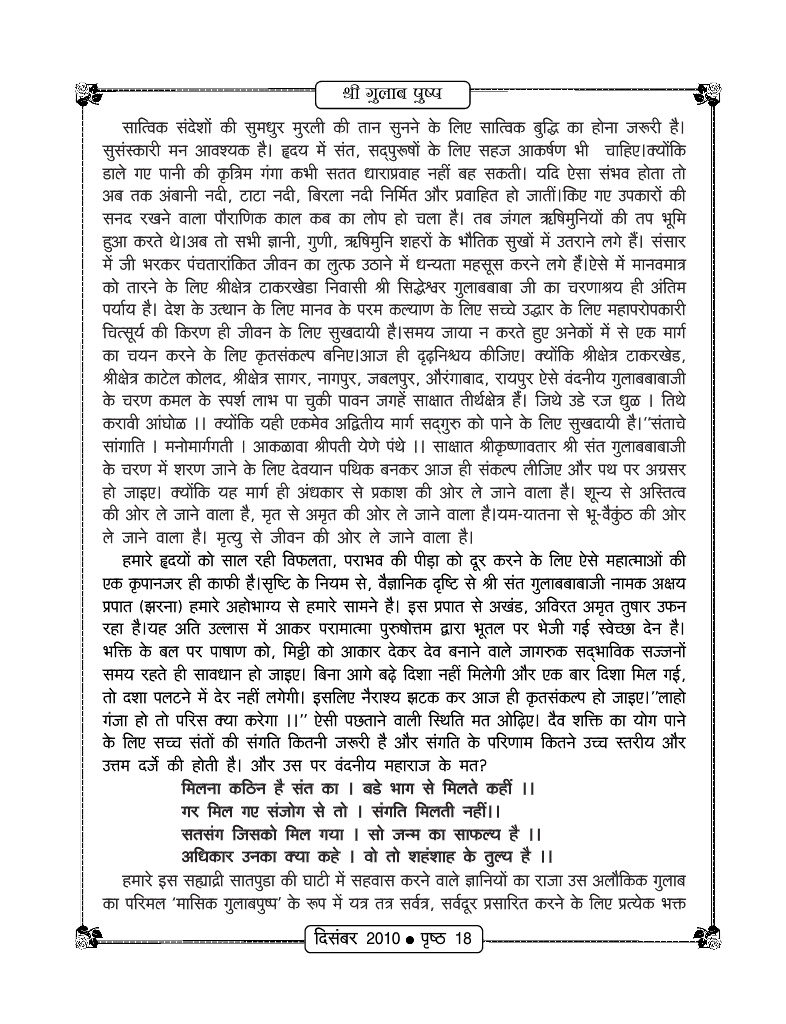 श्री गुलाब पुष्प
सात्विक संदेशों की सुमधुर मुरली की तान सुनने के लिए सात्विक बुद्धि का होना जरूरी है।
सुसंस्कारी मन आवश्यक है। हृदय में संत, सद्पुरूषों के लिए सहज आकर्षण भी चाहिए।क्योंकि
डाले गए पानी की कृत्रिम गंगा कभी सतत धाराप्रवाह नहीं बह सकती। यदि ऐसा संभव होता तो
अब तक अंबानी नदी, टाटा नदी, बिरला नदी निर्मित और प्रवाहित हो जातीं।किए गए उपकारों की
सनद रखने वाला पौराणिक काल कब का लोप हो चला है। तब जंगल ऋषिमुनियों की तप भूमि
हुआ करते थे।अब तो सभी ज्ञानी, गुणी, ऋषिमुनि शहरों के भौतिक सुखों में उतराने लगे हैं। संसार
में जी भरकर पंचतारांकित जीवन का लुत्फ उठाने में धन्यता महसूस करने लगे हैं।ऐसे में मानवमात्र
को तारने के लिए श्रीक्षेत्र टाकरखेडा निवासी श्री सिद्धेश्वर गुलाबबाबा जी का चरणाश्रय ही अंतिम
पर्याय है। देश के उत्थान के लिए मानव के परम कल्याण के लिए सच्चे उद्धार के लिए महापरोपकारी
चित्सूर्य की किरण ही जीवन के लिए सुखदायी है।समय जाया न करते हुए अनेकों में से एक मार्ग
का चयन करने के लिए कृतसंकल्प बनिए।आज ही दृढ़निश्चय कीजिए। क्योंकि श्रीक्षेत्र टाकरखेड,
श्रीक्षेत्र काटेल कोलद, श्रीक्षेत्र सागर, नागपुर, जबलपुर, औरंगाबाद, रायपुर ऐसे वंदनीय गुलाबबाबाजी
के चरण कमल के स्पर्श लाभ पा चुकी पावन जगहें साक्षात तीर्थक्षेत्र हैं। जिथे उडे रज धुळ । तिथे
करावी आंघोळ ।। क्योंकि यही एकमेव अद्वितीय मार्ग सद्गुरु को पाने के लिए सुखदायी है।"संताचे
सांगाति । मनोमार्गगती । आकळावा श्रीपती येणे पंथे ।। साक्षात श्रीकृष्णावतार श्री संत गुलाबबाबाजी
के चरण में शरण जाने के लिए देवयान पथिक बनकर आज ही संकल्प लीजिए और पथ पर अग्रसर
हो जाइए। क्योंकि यह मार्ग ही अंधकार से प्रकाश की ओर ले जाने वाला है। शून्य से अस्तित्व
की ओर ले जाने वाला है, मृत से अमृत की ओर ले जाने वाला है।यम-यातना से भू-वैकुंठ की ओर
ले जाने वाला है। मृत्यु से जीवन की ओर ले जाने वाला है।
हमारे हृदयों को साल रही विफलता, पराभव की पीड़ा को दूर करने के लिए ऐसे महात्माओं की
एक कृपानजर ही काफी है।सृष्टि के नियम से, वैज्ञानिक दृष्टि से श्री संत गुलाबबाबाजी नामक अक्षय
प्रपात (झरना) हमारे अहोभाग्य से हमारे सामने है। इस प्रपात से अखंड, अविरत अमृत तुषार उफन
रहा है।यह अति उल्लास में आकर परामात्मा पुरुषोत्तम द्वारा भूतल पर भेजी गई स्वेच्छा देन है।
भक्ति के बल पर पाषाण को, मिट्टी को आकार देकर देव बनाने वाले जागरुक सद्भाविक सज्जनों
समय रहते ही सावधान हो जाइए। बिना आगे बढ़े दिशा नहीं मिलेगी और एक बार दिशा मिल गई,
तो दशा पलटने में देर नहीं लगेगी। इसलिए नैराश्य झटक कर आज ही कृतसंकल्प हो जाइए।"लाहो
गंजा हो तो परिस क्या करेगा ।।" ऐसी पछताने वाली स्थिति मत ओढ़िए। दैव शक्ति का योग पाने
के लिए सच्च संतों की संगति कितनी जरूरी है और संगति के परिणाम कितने उच्च स्तरीय और
उत्तम दर्जे की होती है। और उस पर वंदनीय महाराज के मत?
मिलना कठिन है संत का । बडे भाग से मिलते कहीं ।।
गर मिल गए संजोग से तो । संगति मिलती नहीं।।
सतसंग जिसको मिल गया । सो जन्म का साफल्य है ।।
अधिकार उनका क्या कहे । वो तो शहंशाह के तुल्य है ।।
हमारे इस सह्याद्री सातपुडा की घाटी में सहवास करने वाले ज्ञानियों का राजा उस अलौकिक गुलाब
का परिमल 'मासिक गुलाबपुष्प' के रूप में यत्र तत्र सर्वत्र, सर्वदूर प्रसारित करने के लिए प्रत्येक भक्त
दिसंबर 2010 ● पृष्ठ 18